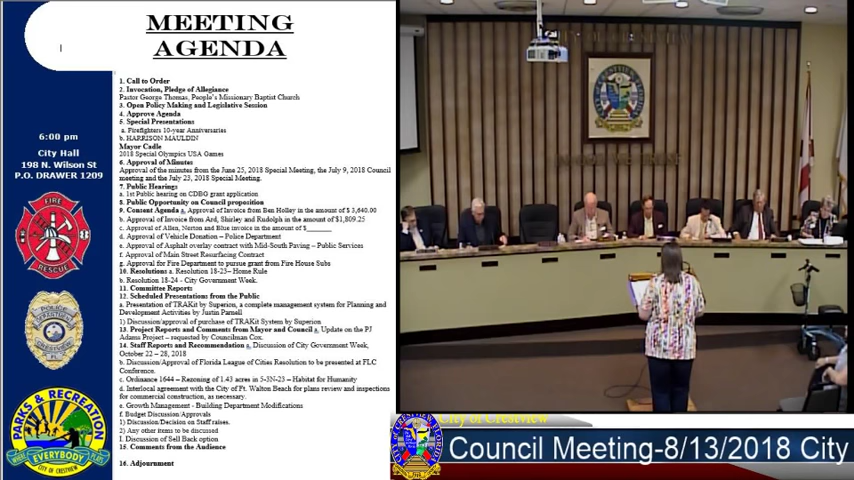 MEETING
AGENDA
6:00 pm
City Hall
198 N. Wilson St
P.O. DRAWER 1209
FIRE
RESCUE
POLICE
PARKS & RECREATION
WHERE EVERYBODY PLAYS
CITY OF CRESTVIEW
1. Call to Order
2. Invocation, Pledge of Allegiance
Pastor George Thomas, People's Missionary Baptist Church
3. Open Policy Making and Legislative Session
4. Approve Agenda
5. Special Presentations
a. Firefighters 10-year Anniversaries
b. HARRISON MAULDIN
Mayor Cadle
2018 Special Olympics USA Games
6. Approval of Minutes
Approval of the minutes from the June 25, 2018 Special Meeting, the July 9, 2018 Council
meeting and the July 23, 2018 Special Meeting.
7. Public Hearings
a. 1st Public hearing on CDBG grant application
8. Public Opportunity on Council proposition
9. Consent Agenda a. Approval of Invoice from Ben Holley in the amount of $ 3,640.00
b. Approval of Invoice from Ard, Shirley and Rudolph in the amount of $1,809.25
c. Approval of Allen, Norton and Blue invoice in the amount of $______
d. Approval of Vehicle Donation – Police Department
e. Approval of Asphalt overlay contract with Mid-South Paving – Public Services
f. Approval of Main Street Resurfacing Contract
g. Approval for Fire Department to pursue grant from Fire House Subs
10. Resolutions a. Resolution 18-23– Home Rule
b. Resolution 18-24 - City Government Week.
11. Committee Reports
12. Scheduled Presentations from the Public
a. Presentation of TRAKit by Superion, a complete management system for Planning and
Development Activities by Justin Parnell
1) Discussion/approval of purchase of TRAKit System by Superion
13. Project Reports and Comments from Mayor and Council a. Update on the PJ
Adams Project – requested by Councilman Cox.
14. Staff Reports and Recommendation a. Discussion of City Government Week,
October 22 – 28, 2018
b. Discussion/Approval of Florida League of Cities Resolution to be presented at FLC
Conference.
c. Ordinance 1644 – Rezoning of 1.43 acres in 5-3N-23 – Habitat for Humanity
d. Interlocal agreement with the City of Ft. Walton Beach for plans review and inspections
for commercial construction, as necessary.
e. Growth Management - Building Department Modifications
f. Budget Discussion/Approvals
1) Discussion/Decision on Staff raises.
2) Any other items to be discussed
I. Discussion of Sell Back option
15. Comments from the Audience
16. Adjournment
City of Crestview
Council Meeting-8/13/2018 City